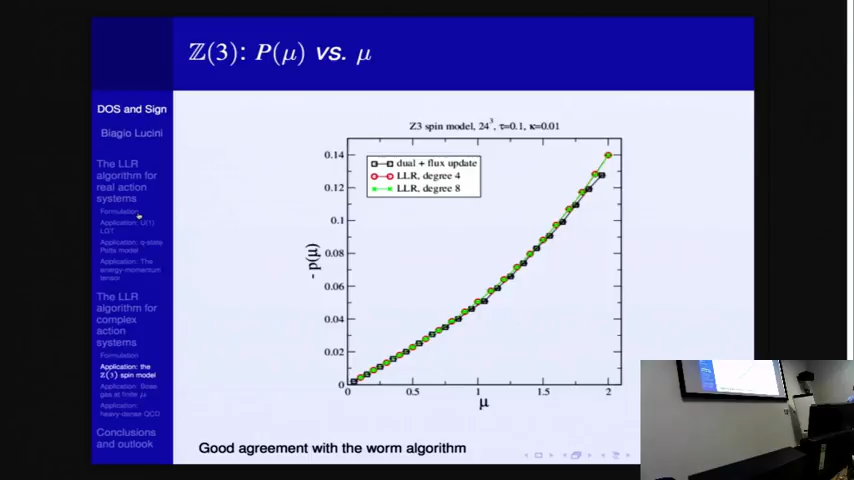 ℤ(3): P(μ) vs. μ
DOS and Sign
Biagio Lucini
The LLR
algorithm for
real action
systems
Formulation
Application: U(1)
LGT
Application: q-state
Potts model
Application: The
energy-momentum
tensor
The LLR
algorithm for
complex
action
systems
Formulation
Application: the
ℤ(3) spin model
Application: Bose
gas at finite μ
Application:
heavy-dense QCD
Conclusions
and outlook
Z3 spin model, 24³, τ=0.1, κ=0.01
dual + flux update
LLR, degree 4
LLR, degree 8
0.14
0.12
0.1
0.08
0.06
0.04
0.02
0
- p(μ)
0 0.5 1 1.5 2
μ
Good agreement with the worm algorithm